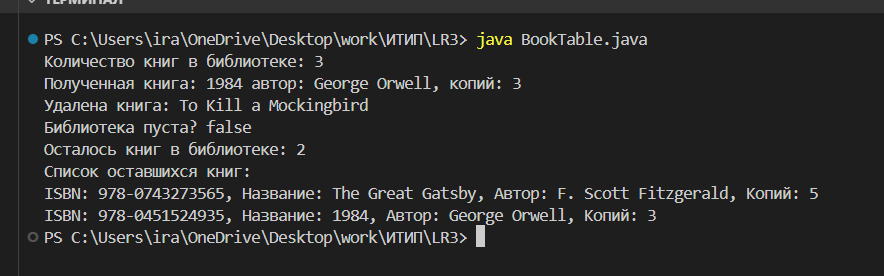 ТЕРМИНАЛ
PS C:\Users\ira\OneDrive\Desktop\work\ИТИП\LR3> java BookTable.java
Количество книг в библиотеке: 3
Полученная книга: 1984 автор: George Orwell, копий: 3
Удалена книга: To Kill a Mockingbird
Библиотека пуста? false
Осталось книг в библиотеке: 2
Список оставшихся книг:
ISBN: 978-0743273565, Название: The Great Gatsby, Автор: F. Scott Fitzgerald, Копий: 5
ISBN: 978-0451524935, Название: 1984, Автор: George Orwell, Копий: 3
PS C:\Users\ira\OneDrive\Desktop\work\ИТИП\LR3>